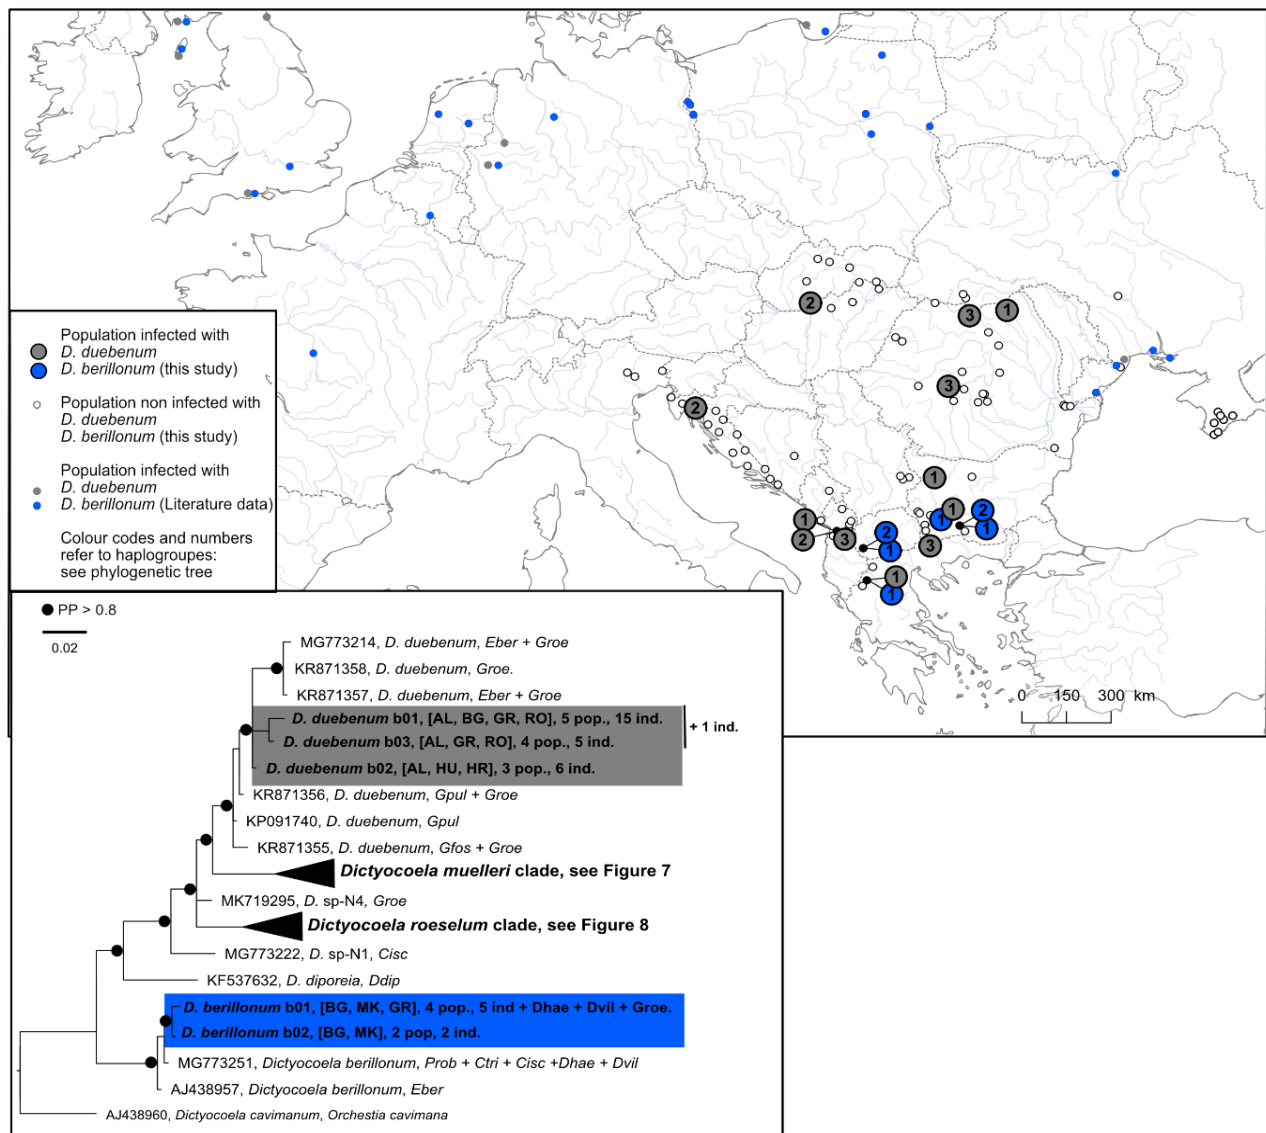 Population infected with
D. duebenum
D. berillonum (this study)
Population non infected with
D. duebenum
D. berillonum (this study)
Population infected with
D. duebenum
D. berillonum (Literature data)
Colour codes and numbers
refer to haplogroupes:
see phylogenetic tree
2
3
1
3
2
1
1
2
3
2
1
1
1
2
1
3
1
1
0 150 300 km
PP > 0.8
0.02
MG773214, D. duebenum, Eber + Groe
KR871358, D. duebenum, Groe.
KR871357, D. duebenum, Eber + Groe
D. duebenum b01, [AL, BG, GR, RO], 5 pop., 15 ind.
+ 1 ind.
D. duebenum b03, [AL, GR, RO], 4 pop., 5 ind.
D. duebenum b02, [AL, HU, HR], 3 pop., 6 ind.
KR871356, D. duebenum, Gpul + Groe
KP091740, D. duebenum, Gpul
KR871355, D. duebenum, Gfos + Groe
Dictyocoela muelleri clade, see Figure 7
MK719295, D. sp-N4, Groe
Dictyocoela roeselum clade, see Figure 8
MG773222, D. sp-N1, Cisc
KF537632, D. diporeia, Ddip
D. berillonum b01, [BG, MK, GR], 4 pop., 5 ind + Dhae + Dvil + Groe.
D. berillonum b02, [BG, MK], 2 pop, 2 ind.
MG773251, Dictyocoela berillonum, Prob + Ctri + Cisc +Dhae + Dvil
AJ438957, Dictyocoela berillonum, Eber
AJ438960, Dictyocoela cavimanum, Orchestia cavimana